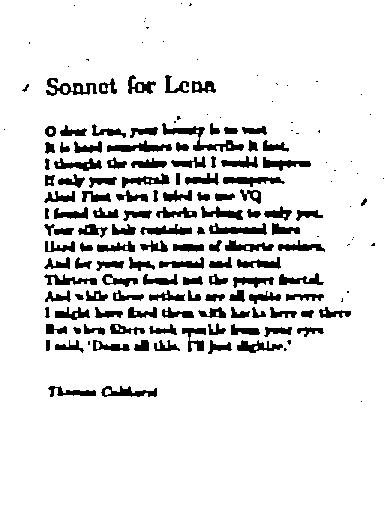 Sonnet for Lena
O dear Lena, your beauty is so vast
It is hard sometimes to describe it fast.
I thought the entire world I would impress
If only your portrait I could compress.
Alas! First when I tried to use VQ
I found that your cheeks belong to only you.
Your silky hair contains a thousand lines
Hard to match with sums of discrete cosines.
And for your lips, sensual and tactual
Thirteen Crays found not the proper fractal.
And while these setbacks are all quite severe
I might have fixed them with hacks here or there
But when filters took sparkle from your eyes
I said, 'Damn all this. I'll just digitize.'
Thomas Colthurst